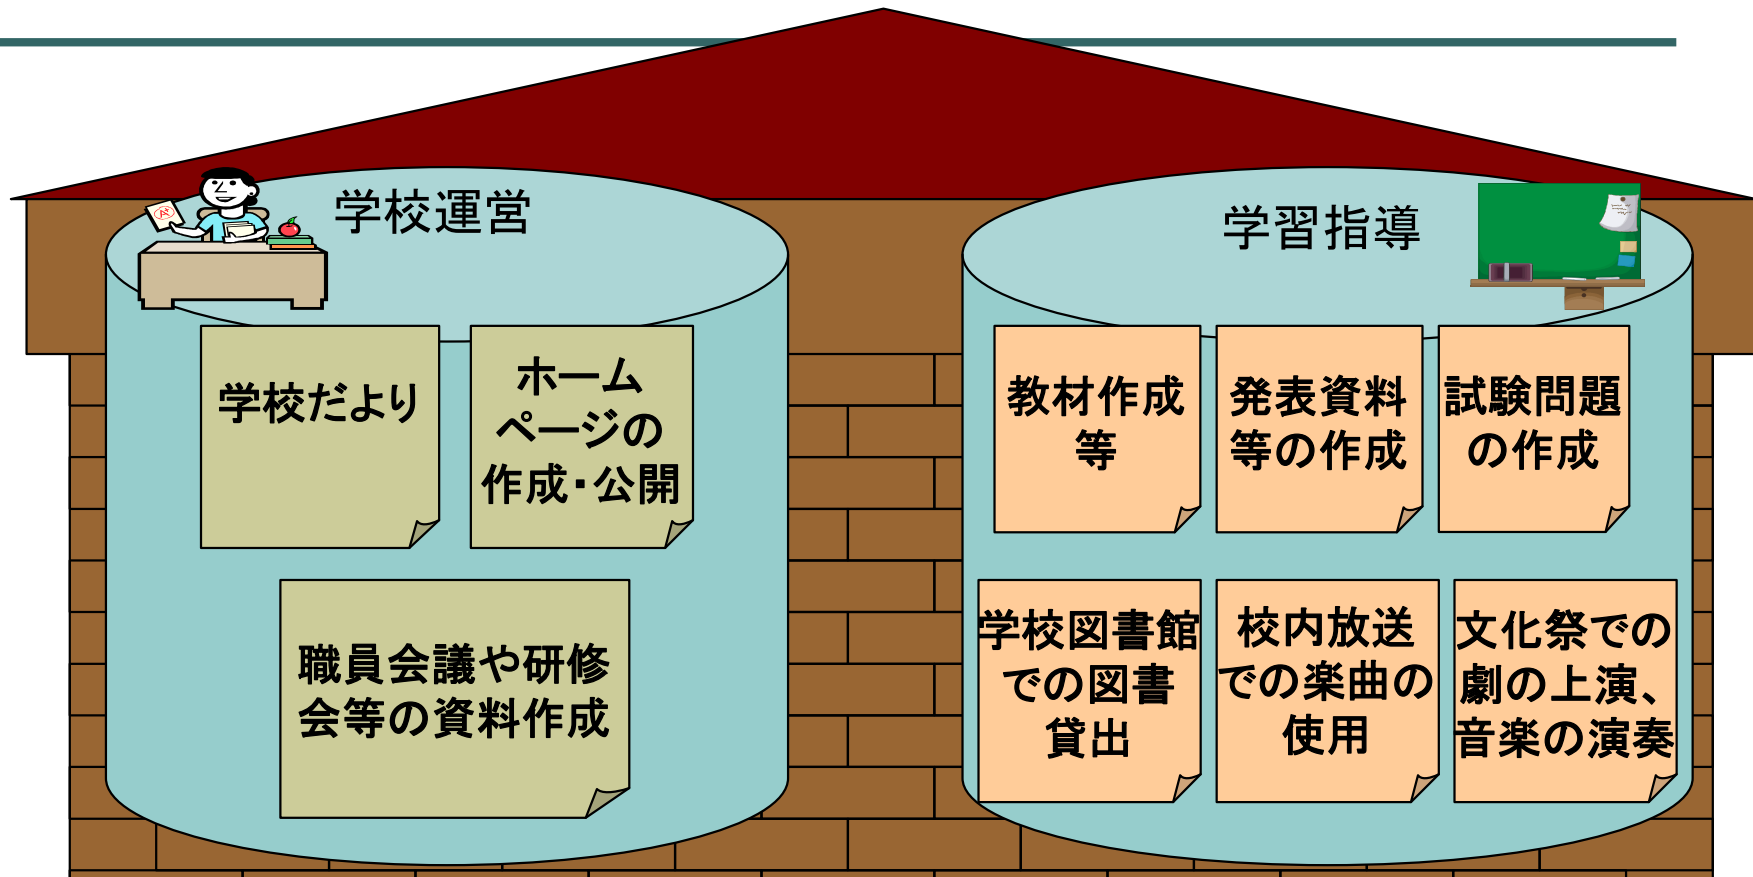 学校運営
学校だより
ホーム
ページの
作成・公開
職員会議や研修
会等の資料作成
学習指導
教材作成
等
発表資料
等の作成
試験問題
の作成
学校図書館
での図書
貸出
校内放送
での楽曲の
使用
文化祭での
劇の上演、
音楽の演奏